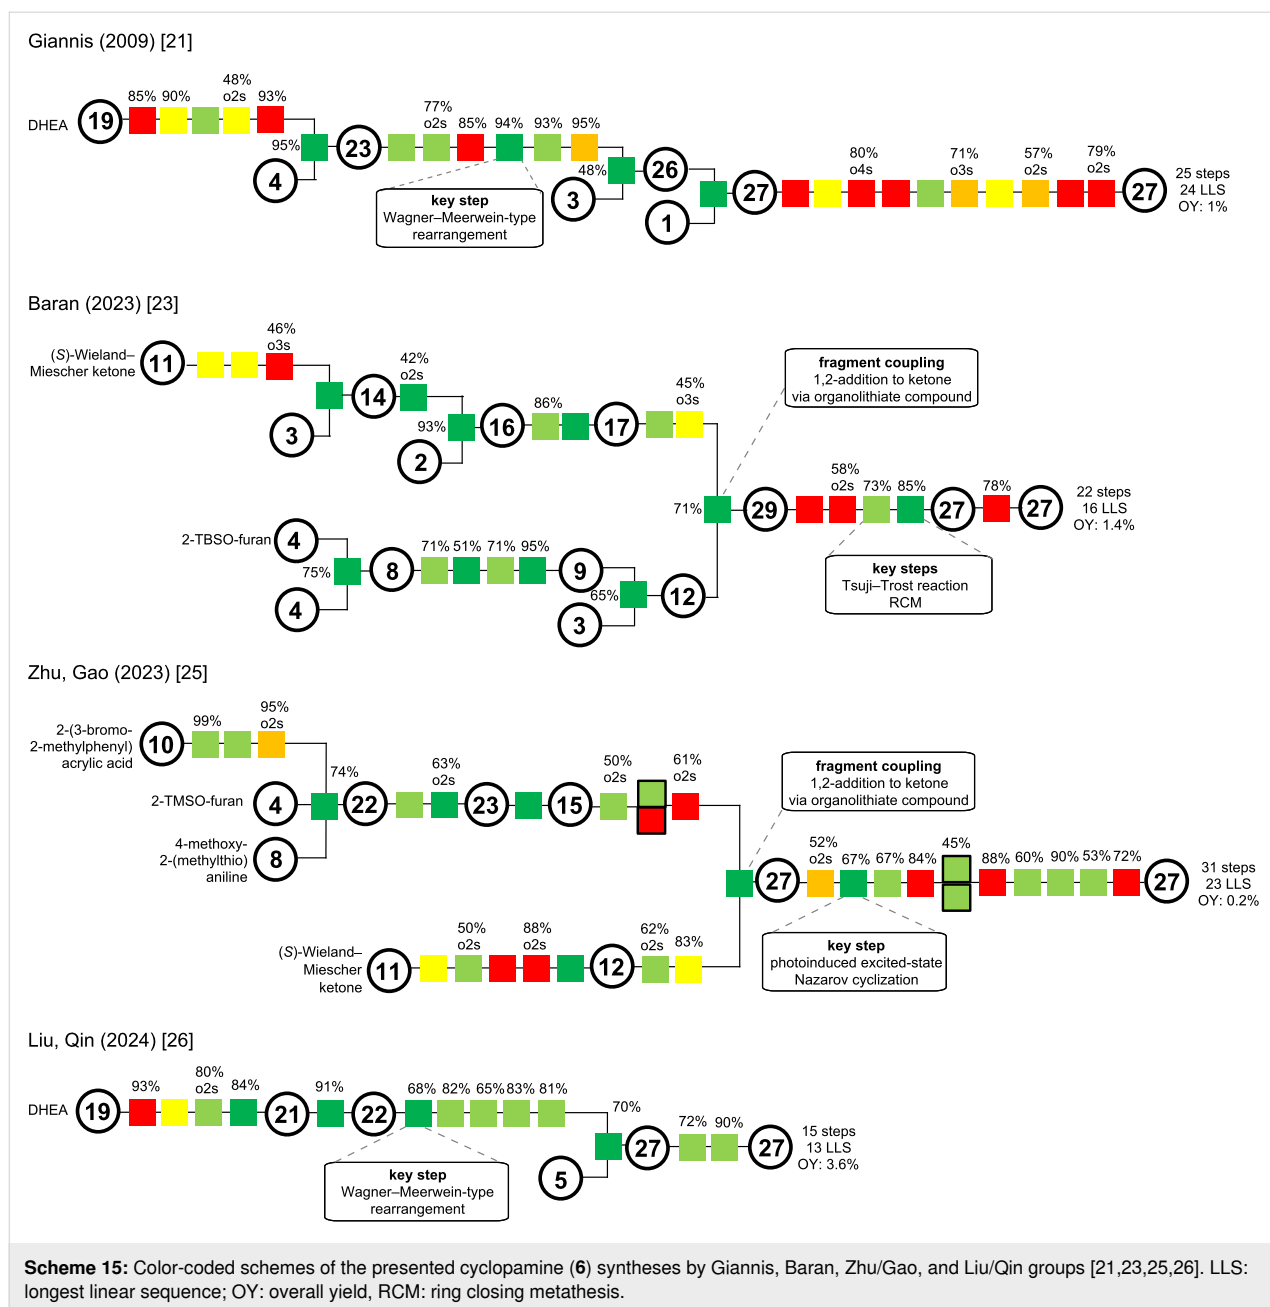 Giannis (2009) [21]
85% 90% 48% o2s 93%
DHEA 19
95%
4
23
77% o2s 85% 94% 93% 95%
key step
Wagner–Meerwein-type
rearrangement
48%
3
26
1
27
80% o4s 71% o3s 57% o2s 79% o2s
27
25 steps
24 LLS
OY: 1%
Baran (2023) [23]
(S)-Wieland–
Miescher ketone
11
46% o3s
3
14
42% o2s
93%
2
16
86%
17
45% o3s
fragment coupling
1,2-addition to ketone
via organolithiate compound
2-TBSO-furan 4
75%
4
8
71% 51% 71% 95%
9
65%
3
12
71%
29
58% o2s 73% 85%
27
78%
27
22 steps
16 LLS
OY: 1.4%
key steps
Tsuji–Trost reaction
RCM
Zhu, Gao (2023) [25]
2-(3-bromo-
2-methylphenyl)
acrylic acid
10
99% 95% o2s
2-TMSO-furan 4
4-methoxy-
2-(methylthio)
aniline
8
74%
22
63% o2s
23
15
50% o2s 61% o2s
fragment coupling
1,2-addition to ketone
via organolithiate compound
(S)-Wieland–
Miescher
ketone
11
50% o2s 88% o2s
12
62% o2s 83%
27
52% o2s 67% 67% 84% 45% 88% 60% 90% 53% 72%
27
31 steps
23 LLS
OY: 0.2%
key step
photoinduced excited-state
Nazarov cyclization
Liu, Qin (2024) [26]
DHEA 19
93% 80% o2s 84%
21
91%
22
68% 82% 65% 83% 81%
key step
Wagner–Meerwein-type
rearrangement
70%
5
27
72% 90%
27
15 steps
13 LLS
OY: 3.6%
Scheme 15: Color-coded schemes of the presented cyclopamine (6) syntheses by Giannis, Baran, Zhu/Gao, and Liu/Qin groups [21,23,25,26]. LLS:
longest linear sequence; OY: overall yield, RCM: ring closing metathesis.